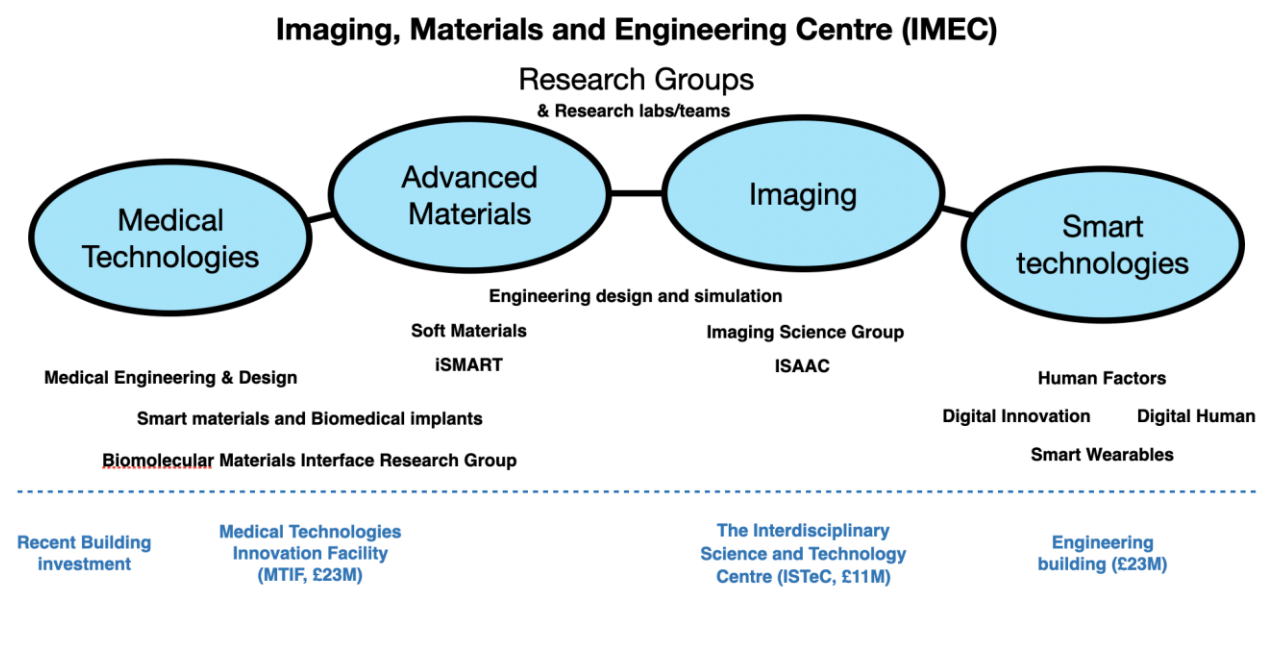 Imaging, Materials and Engineering Centre (IMEC)
Research Groups
& Research labs/teams
Medical
Technologies
Advanced
Materials
Imaging
Smart
technologies
Engineering design and simulation
Soft Materials
Imaging Science Group
iSMART
ISAAC
Medical Engineering & Design
Human Factors
Smart materials and Biomedical implants
Digital Innovation
Digital Human
Biomolecular Materials Interface Research Group
Smart Wearables
Recent Building
investment
Medical Technologies
Innovation Facility
(MTIF, £23M)
The Interdisciplinary
Science and Technology
Centre (ISTeC, £11M)
Engineering
building (£23M)